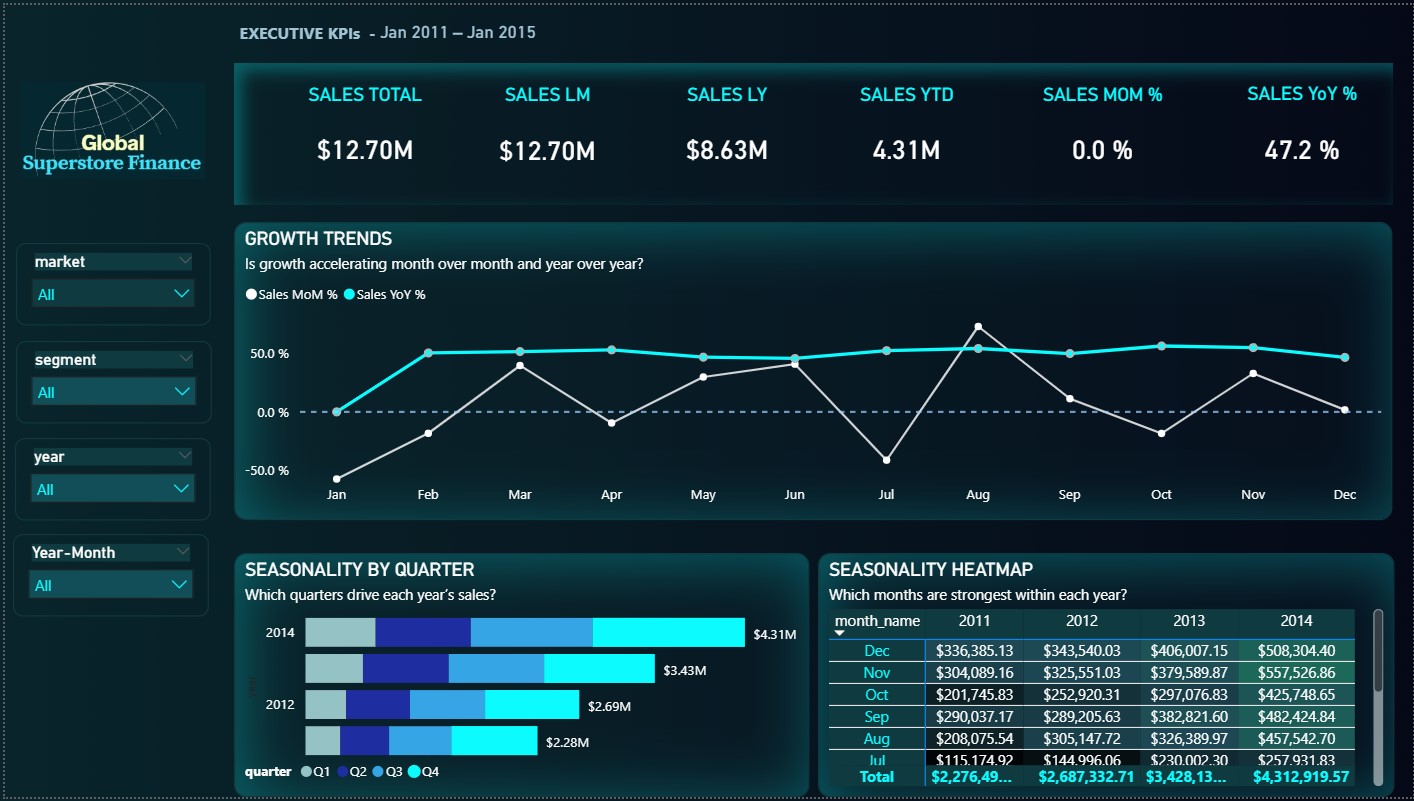 EXECUTIVE KPIs - Jan 2011 – Jan 2015
Global
Superstore Finance
SALES TOTAL SALES LM SALES LY SALES YTD SALES MOM % SALES YoY %
$12.70M $12.70M $8.63M 4.31M 0.0 % 47.2 %
market
All
segment
All
year
All
Year-Month
All
GROWTH TRENDS
Is growth accelerating month over month and year over year?
Sales MoM % Sales YoY %
50.0 %
0.0 %
-50.0 %
Jan Feb Mar Apr May Jun Jul Aug Sep Oct Nov Dec
SEASONALITY BY QUARTER
Which quarters drive each year's sales?
year
2014 $4.31M
$3.43M
2012 $2.69M
$2.28M
quarter Q1 Q2 Q3 Q4
SEASONALITY HEATMAP
Which months are strongest within each year?
month_name 2011 2012 2013 2014
Dec $336,385.13 $343,540.03 $406,007.15 $508,304.40
Nov $304,089.16 $325,551.03 $379,589.87 $557,526.86
Oct $201,745.83 $252,920.31 $297,076.83 $425,748.65
Sep $290,037.17 $289,205.63 $382,821.60 $482,424.84
Aug $208,075.54 $305,147.72 $326,389.97 $457,542.70
Jul $115,174.92 $144,996.06 $230,002.30 $257,931.83
Total $2,276,49... $2,687,332.71 $3,428,13... $4,312,919.57